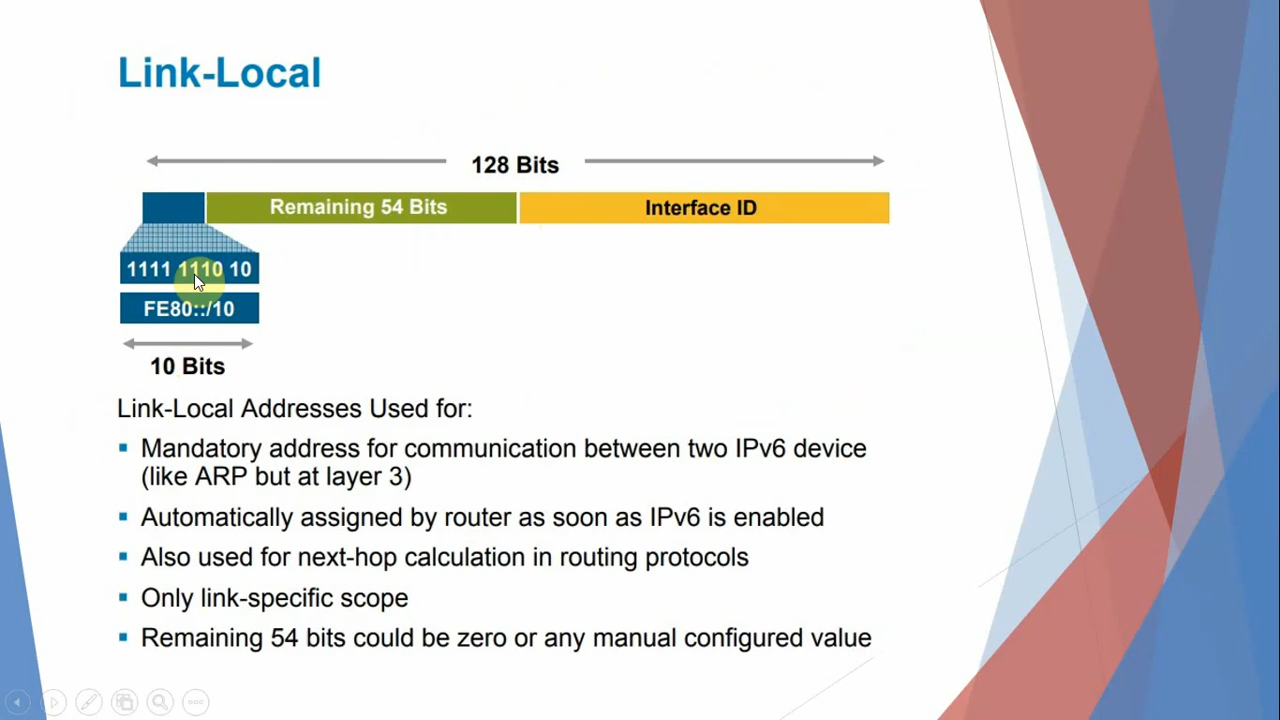 Link-Local
128 Bits
Remaining 54 Bits
Interface ID
1111 1110 10
FE80::/10
10 Bits
Link-Local Addresses Used for:
Mandatory address for communication between two IPv6 device
(like ARP but at layer 3)
Automatically assigned by router as soon as IPv6 is enabled
Also used for next-hop calculation in routing protocols
Only link-specific scope
Remaining 54 bits could be zero or any manual configured value